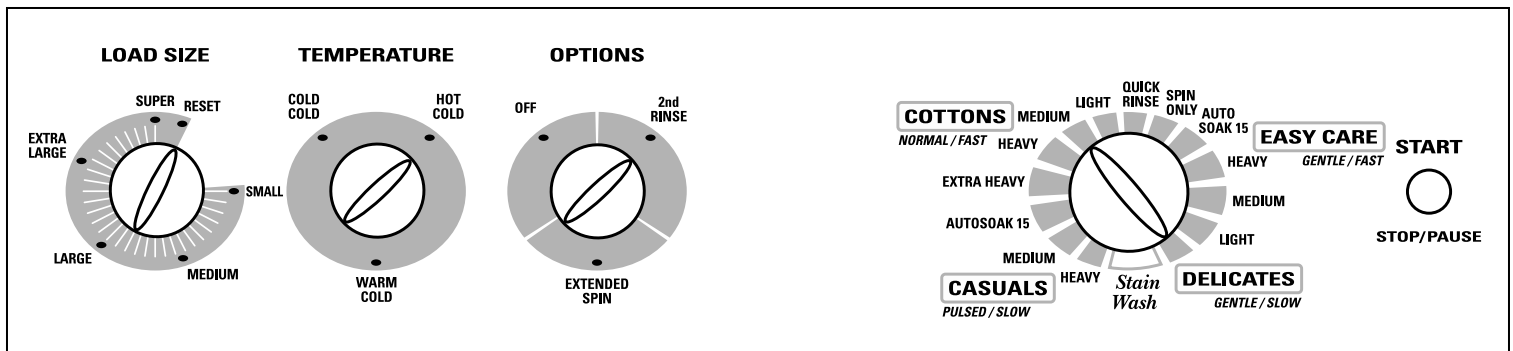 LOAD SIZE
SUPER
RESET
EXTRA
LARGE
SMALL
LARGE
MEDIUM
TEMPERATURE
COLD
COLD
HOT
COLD
WARM
COLD
OPTIONS
OFF
2nd
RINSE
EXTENDED
SPIN
COTTONS
NORMAL / FAST
LIGHT
MEDIUM
HEAVY
EXTRA HEAVY
AUTOSOAK 15
MEDIUM
HEAVY
CASUALS
PULSED / SLOW
QUICK
RINSE
SPIN
ONLY
AUTO
SOAK 15
EASY CARE
GENTLE / FAST
HEAVY
MEDIUM
LIGHT
DELICATES
GENTLE / SLOW
Stain
Wash
START
STOP/PAUSE